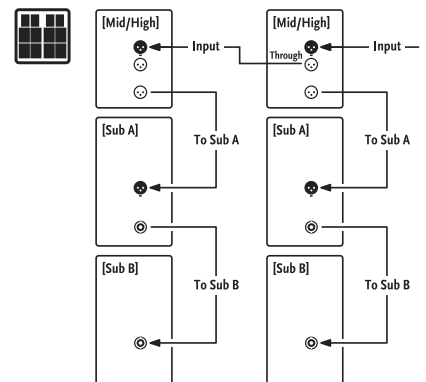 [Mid/High]
Input
[Mid/High]
Through
Input
[Sub A]
To Sub A
[Sub A]
To Sub A
[Sub B]
To Sub B
[Sub B]
To Sub B